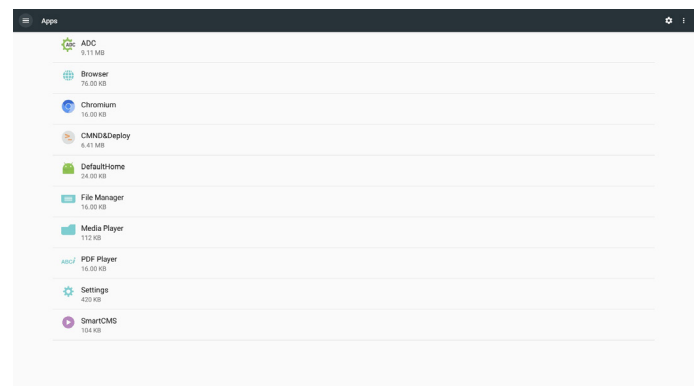 Apps
ADC
ADC
9.11 MB
Browser
76.00 KB
Chromium
16.00 KB
CMND&Deploy
6.41 MB
DefaultHome
24.00 KB
File Manager
16.00 KB
Media Player
112 KB
PDF Player
16.00 KB
Settings
420 KB
SmartCMS
104 KB